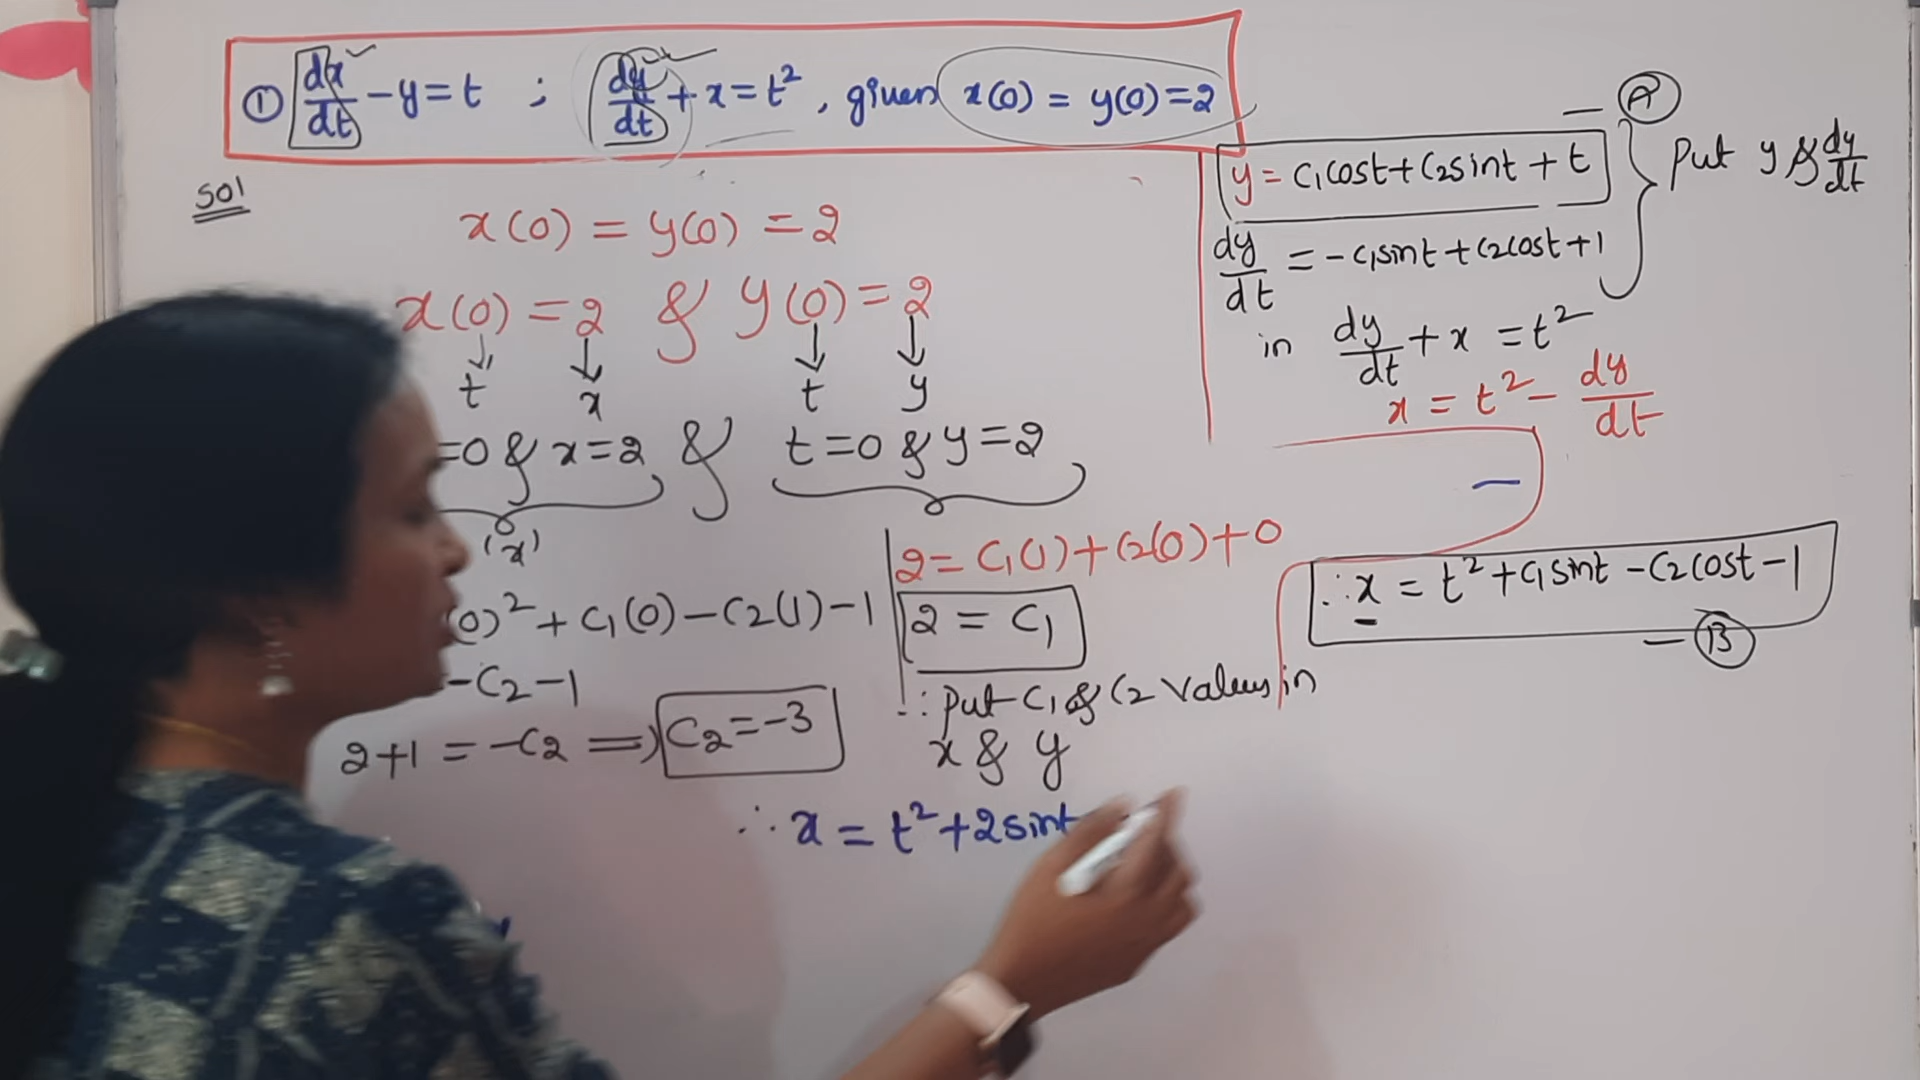 ① dx/dt - y = t ; dy/dt + x = t², given x(0) = y(0) = 2
Sol
x(0) = y(0) = 2
x(0) = 2 & y(0) = 2
↓ ↓ ↓ ↓
t x t y
=0 & x=2 & t=0 & y=2
(x)
(0)² + C₁(0) - C₂(1) - 1
-C₂ - 1
2+1 = -C₂ => C₂ = -3
2 = C₁(1) + C₂(0) + 0
2 = C₁
∴ put C₁ & C₂ values in
x & y
∴ x = t² + 2sint
— Ⓐ
y = C₁cost + C₂sint + t } Put y & dy/dt
dy/dt = -C₁sint + C₂cost + 1
in dy/dt + x = t²
x = t² - dy/dt
∴ x = t² + C₁sint - C₂cost - 1
— Ⓑ